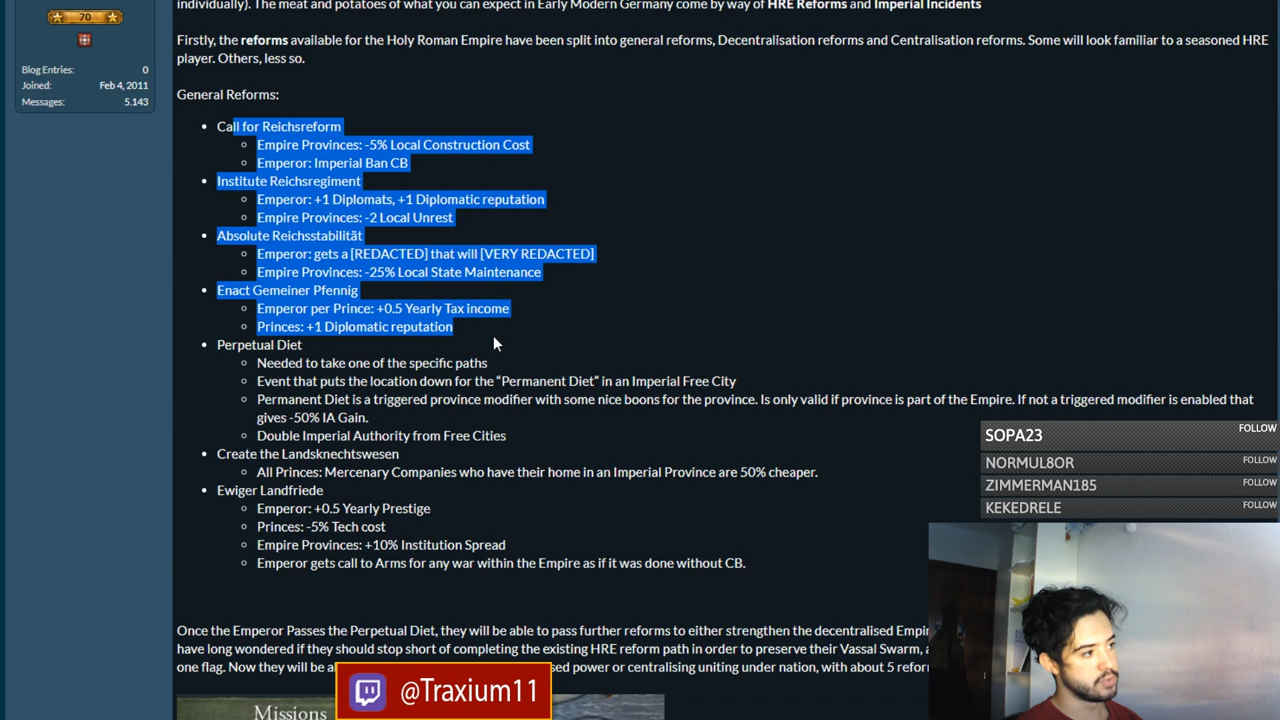 individually). The meat and potatoes of what you can expect in Early Modern Germany come by way of HRE Reforms and Imperial Incidents
70
Blog Entries: 0
Joined: Feb 4, 2011
Messages: 5.143
Firstly, the reforms available for the Holy Roman Empire have been split into general reforms, Decentralisation reforms and Centralisation reforms. Some will look familiar to a seasoned HRE
player. Others, less so.
General Reforms:
Call for Reichsreform
Empire Provinces: -5% Local Construction Cost
Emperor: Imperial Ban CB
Institute Reichsregiment
Emperor: +1 Diplomats, +1 Diplomatic reputation
Empire Provinces: -2 Local Unrest
Absolute Reichsstabilität
Emperor: gets a [REDACTED] that will [VERY REDACTED]
Empire Provinces: -25% Local State Maintenance
Enact Gemeiner Pfennig
Emperor per Prince: +0.5 Yearly Tax income
Princes: +1 Diplomatic reputation
Perpetual Diet
Needed to take one of the specific paths
Event that puts the location down for the “Permanent Diet” in an Imperial Free City
Permanent Diet is a triggered province modifier with some nice boons for the province. Is only valid if province is part of the Empire. If not a triggered modifier is enabled that
gives -50% IA Gain.
Double Imperial Authority from Free Cities
Create the Landsknechtswesen
All Princes: Mercenary Companies who have their home in an Imperial Province are 50% cheaper.
Ewiger Landfriede
Emperor: +0.5 Yearly Prestige
Princes: -5% Tech cost
Empire Provinces: +10% Institution Spread
Emperor gets call to Arms for any war within the Empire as if it was done without CB.
SOPA23 FOLLOW
NORMUL8OR FOLLOW
ZIMMERMAN185 FOLLOW
KEKEDRELE FOLLOW
Once the Emperor Passes the Perpetual Diet, they will be able to pass further reforms to either strengthen the decentralised Empir
have long wondered if they should stop short of completing the existing HRE reform path in order to preserve their Vassal Swarm, a
one flag. Now they will be a sed power or centralising uniting under nation, with about 5 refor
@Traxium11
Missions